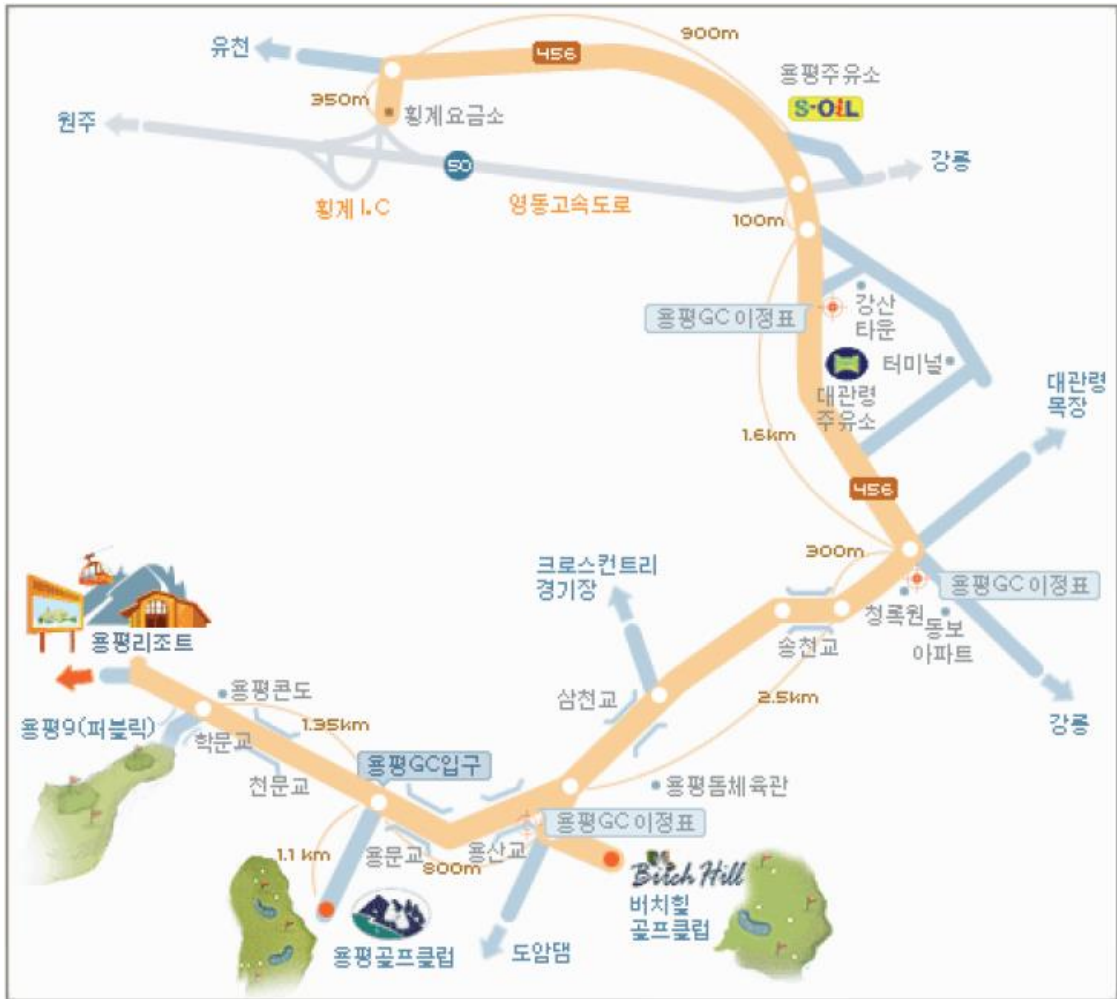 900m
유천
456
용평주유소
S-OIL
350m
횡계요금소
원주
50
강릉
횡계 I.C
영동고속도로
100m
강산
타운
용평GC 이정표
터미널
대관령
주유소
대관령
목장
1.6km
456
300m
크로스컨트리
경기장
용평GC 이정표
청록원
동보
아파트
송천교
용평리조트
삼천교
2.5km
용평콘도
강릉
용평9(퍼블릭)
1.35km
학문교
용평GC입구
천문교
용평돔체육관
용평GC 이정표
1.1 km
용문교
용산교
800m
Birch Hill
버치힐
골프클럽
용평골프클럽
도암댐